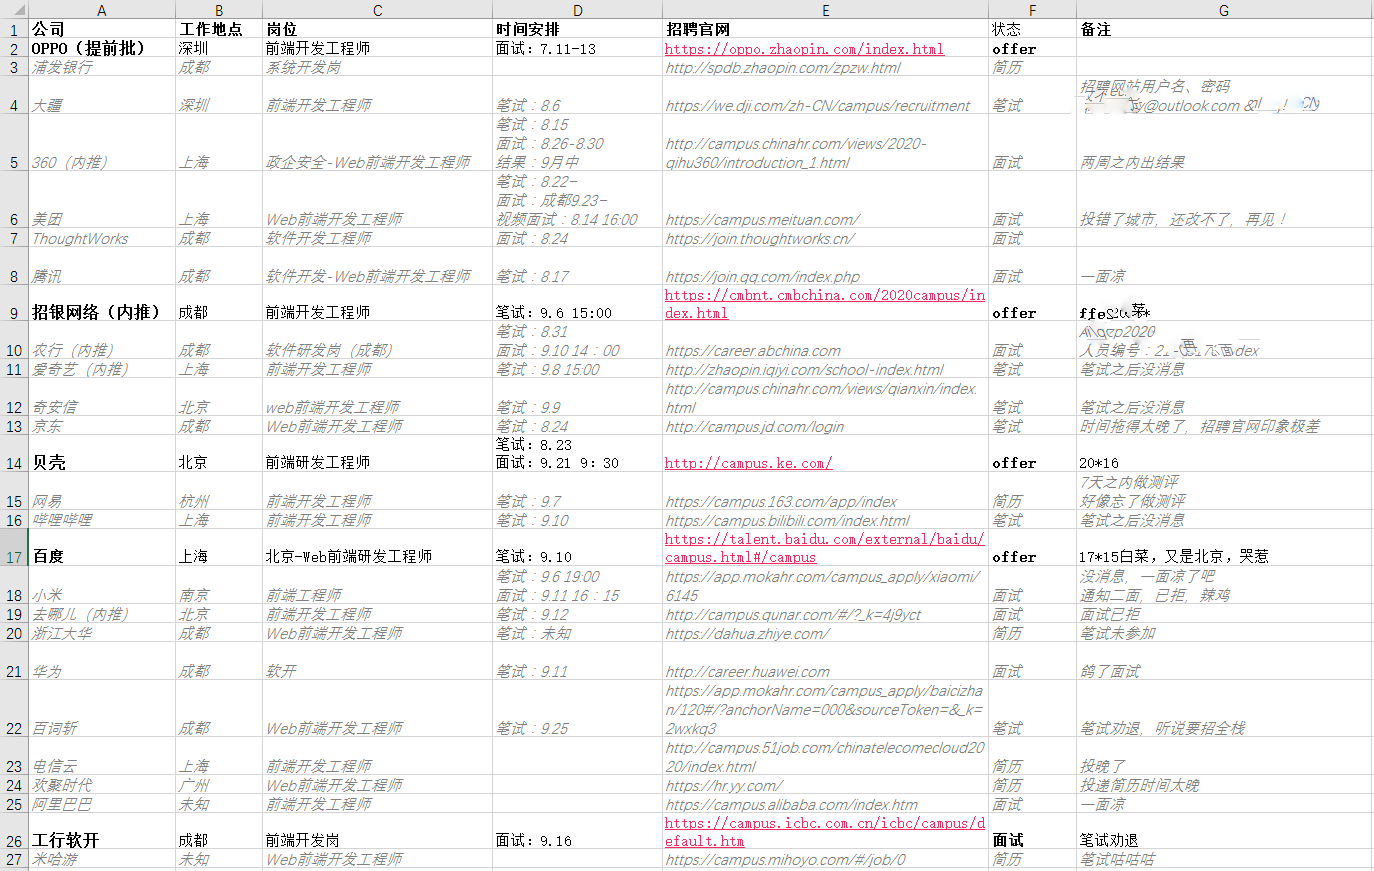 A B C D E F G
1 公司 工作地点 岗位 时间安排 招聘官网 状态 备注
2 OPPO（提前批） 深圳 前端开发工程师 面试：7.11-13 https://oppo.zhaopin.com/index.html offer
3 浦发银行 成都 系统开发岗 http://spdb.zhaopin.com/zpzw.html 简历
招聘网站用户名、密码
4 大疆 深圳 前端开发工程师 笔试：8.6 https://we.dji.com/zh-CN/campus/recruitment 笔试 @outlook.com &
笔试：8.15
面试：8.26-8.30 http://campus.chinahr.com/views/2020-
5 360（内推） 上海 政企安全-Web前端开发工程师 结果：9月中 qihu360/introduction_1.html 面试 两周之内出结果
笔试：8.22-
面试：成都9.23-
6 美团 上海 Web前端开发工程师 视频面试：8.14 16:00 https://campus.meituan.com/ 面试 投错了城市，还改不了，再见！
7 ThoughtWorks 成都 软件开发工程师 面试：8.24 https://join.thoughtworks.cn/ 面试
8 腾讯 成都 软件开发-Web前端开发工程师 笔试：8.17 https://join.qq.com/index.php 面试 一面凉
https://cmbnt.cmbchina.com/2020campus/in
9 招银网络（内推） 成都 前端开发工程师 笔试：9.6 15:00 dex.html offer
笔试：8.31
10 农行（内推） 成都 软件研发岗（成都） 面试：9.10 14：00 https://career.abchina.com 面试 人员编号：
11 爱奇艺（内推） 上海 前端开发工程师 笔试：9.8 15:00 http://zhaopin.iqiyi.com/school-index.html 笔试 笔试之后没消息
http://campus.chinahr.com/views/qianxin/index.
12 奇安信 北京 web前端开发工程师 笔试：9.9 html 笔试 笔试之后没消息
13 京东 成都 Web前端开发工程师 笔试：8.24 http://campus.jd.com/login 笔试 时间拖得太晚了，招聘官网印象极差
笔试：8.23
14 贝壳 北京 前端研发工程师 面试：9.21 9：30 http://campus.ke.com/ offer 20*16
7天之内做测评
15 网易 杭州 前端开发工程师 笔试：9.7 https://campus.163.com/app/index 简历 好像忘了做测评
16 哔哩哔哩 上海 前端开发工程师 笔试：9.10 https://campus.bilibili.com/index.html 笔试 笔试之后没消息
https://talent.baidu.com/external/baidu/
17 百度 上海 北京-Web前端研发工程师 笔试：9.10 campus.html#/campus offer 17*15白菜，又是北京，哭惹
笔试：9.6 19:00 https://app.mokahr.com/campus_apply/xiaomi/ 没消息，一面凉了吧
18 小米 南京 前端工程师 面试：9.11 16：15 6145 面试 通知二面，已拒，辣鸡
19 去哪儿（内推） 北京 前端开发工程师 笔试：9.12 http://campus.qunar.com/#/?_k=4j9yct 面试 面试已拒
20 浙江大华 成都 Web前端开发工程师 笔试：未知 https://dahua.zhiye.com/ 简历 笔试未参加
21 华为 成都 软开 笔试：9.11 http://career.huawei.com 面试 鸽了面试
https://app.mokahr.com/campus_apply/baicizha
n/120#/?anchorName=000&sourceToken=&_k=
22 百词斩 成都 Web前端开发工程师 笔试：9.25 2wxkq3 笔试 笔试劝退，听说要招全栈
http://campus.51job.com/chinatelecomecloud20
23 电信云 上海 前端开发工程师 20/index.html 简历 投晚了
24 欢聚时代 广州 Web前端开发工程师 https://hr.yy.com/ 简历 投递简历时间太晚
25 阿里巴巴 未知 前端开发工程师 https://campus.alibaba.com/index.htm 面试 一面凉
https://campus.icbc.com.cn/icbc/campus/d
26 工行软开 成都 前端开发岗 面试：9.16 efault.htm 面试 笔试劝退
27 米哈游 未知 Web前端开发工程师 https://campus.mihoyo.com/#/job/0 简历 笔试咕咕咕